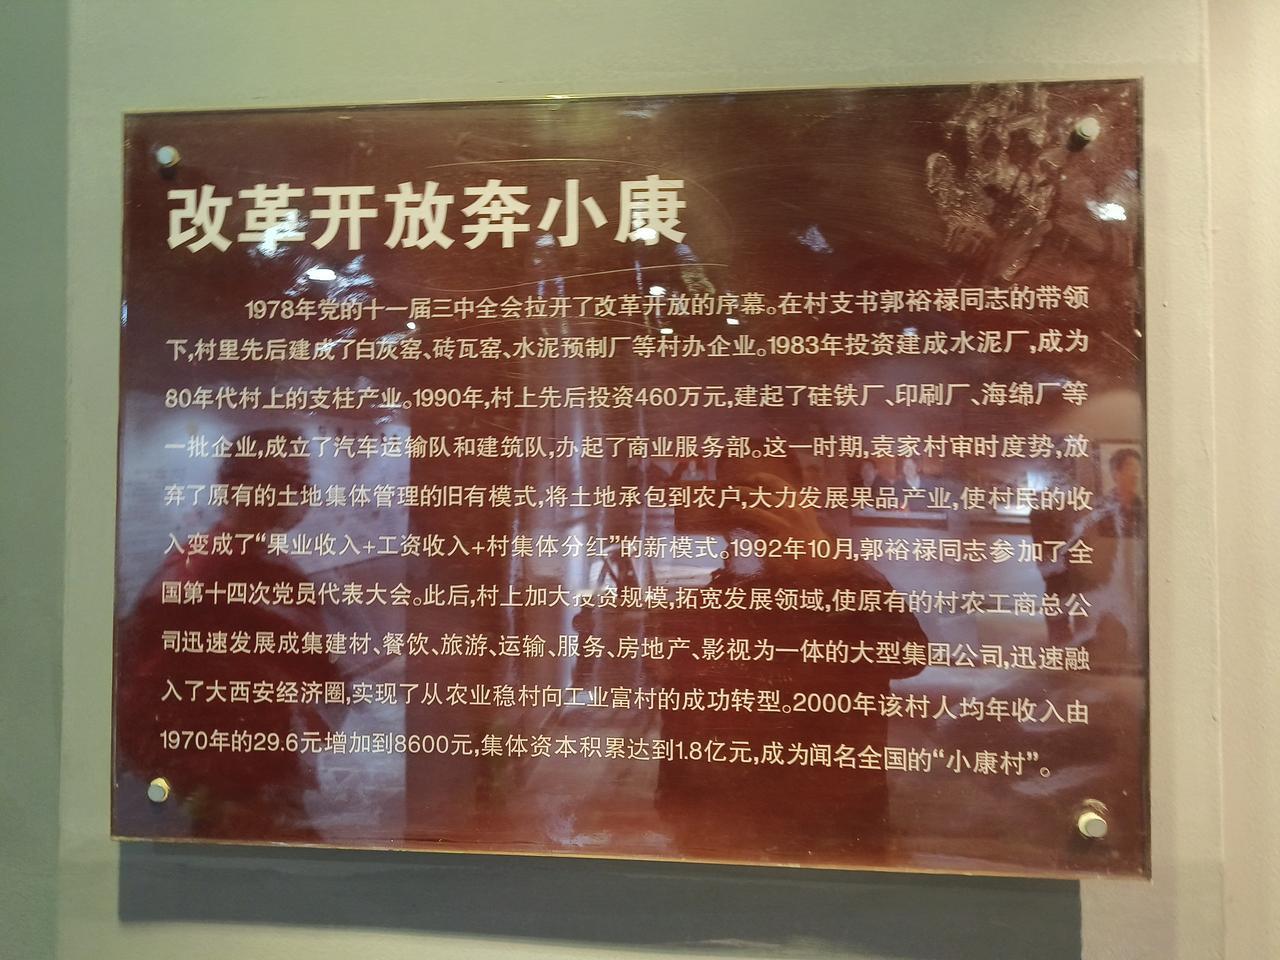 改革开放奔小康
1978年党的十一届三中全会拉开了改革开放的序幕。在村支书郭裕禄同志的带领
下,村里先后建成了白灰窑、砖瓦窑、水泥预制厂等村办企业。1983年投资建成水泥厂,成为
80年代村上的支柱产业。1990年,村上先后投资460万元,建起了硅铁厂、印刷厂、海绵厂等
一批企业,成立了汽车运输队和建筑队,办起了商业服务部。这一时期,袁家村审时度势,放
弃了原有的土地集体管理的旧有模式,将土地承包到农户,大力发展果品产业,使村民的收
入变成了“果业收入+工资收入+村集体分红”的新模式。1992年10月,郭裕禄同志参加了全
国第十四次党员代表大会。此后,村上加大投资规模,拓宽发展领域,使原有的村农工商总公
司迅速发展成集建材、餐饮、旅游、运输、服务、房地产、影视为一体的大型集团公司,迅速融
入了大西安经济圈,实现了从农业稳村向工业富村的成功转型。2000年该村人均年收入由
1970年的29.6元增加到8600元,集体资本积累达到1.8亿元,成为闻名全国的“小康村”。